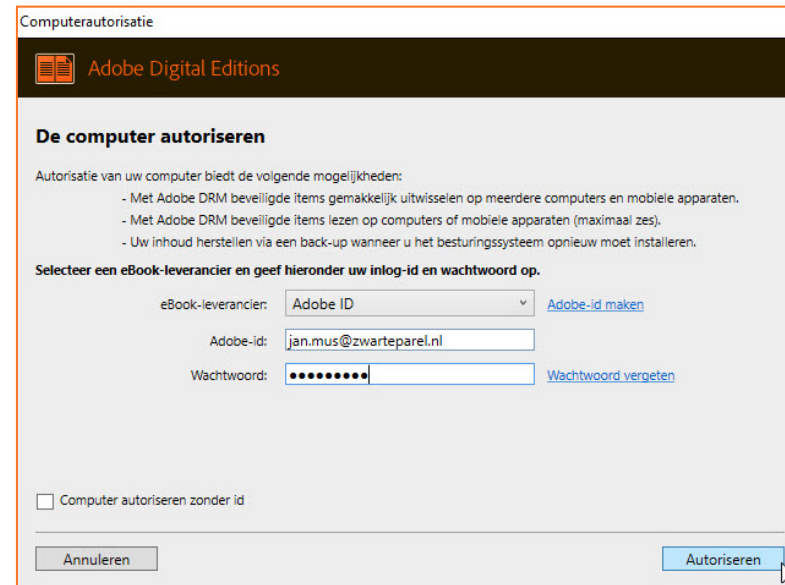 Computerautorisatie
Adobe Digital Editions
De computer autoriseren
Autorisatie van uw computer biedt de volgende mogelijkheden:
- Met Adobe DRM beveiligde items gemakkelijk uitwisselen op meerdere computers en mobiele apparaten.
- Met Adobe DRM beveiligde items lezen op computers of mobiele apparaten (maximaal zes).
- Uw inhoud herstellen via een back-up wanneer u het besturingssysteem opnieuw moet installeren.
Selecteer een eBook-leverancier en geef hieronder uw inlog-id en wachtwoord op.
eBook-leverancier: Adobe ID Adobe-id maken
Adobe-id: jan.mus@zwarteparel.nl
Wachtwoord: ●●●●●●●●● Wachtwoord vergeten
Computer autoriseren zonder id
Annuleren Autoriseren